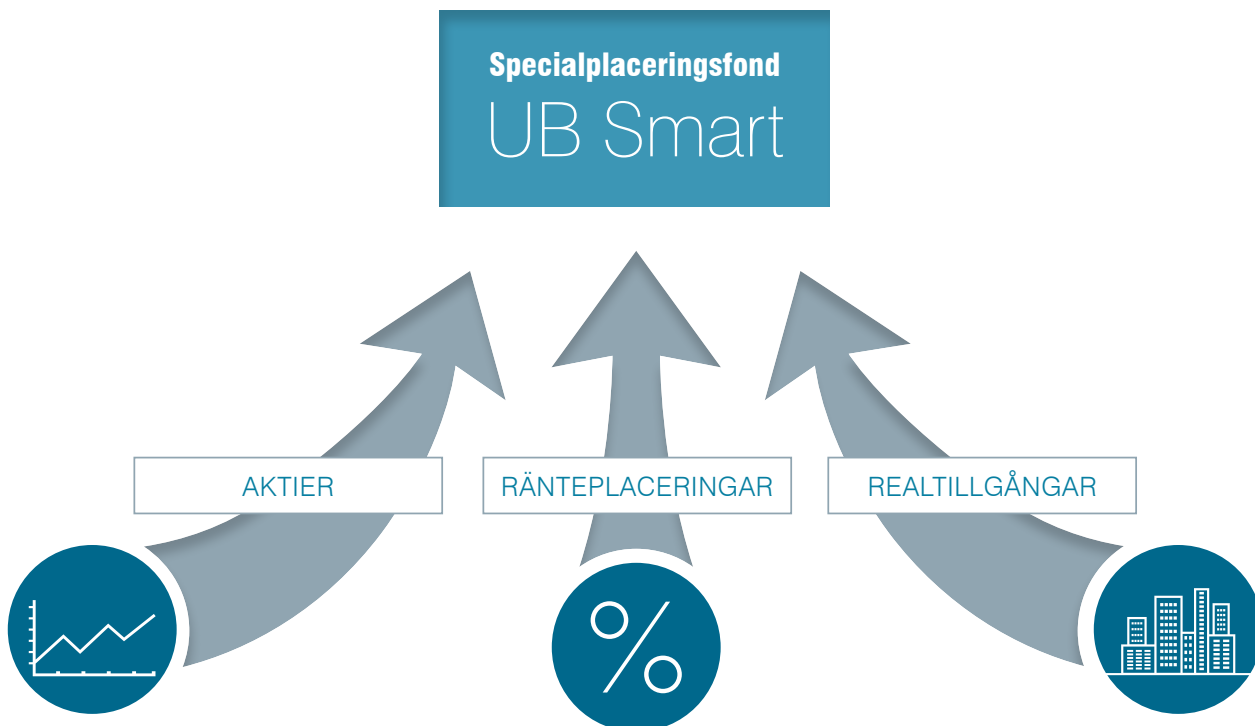 Specialplaceringsfond
UB Smart
AKTIER
RÄNTEPLACERINGAR
REALTILLGÅNGAR
%